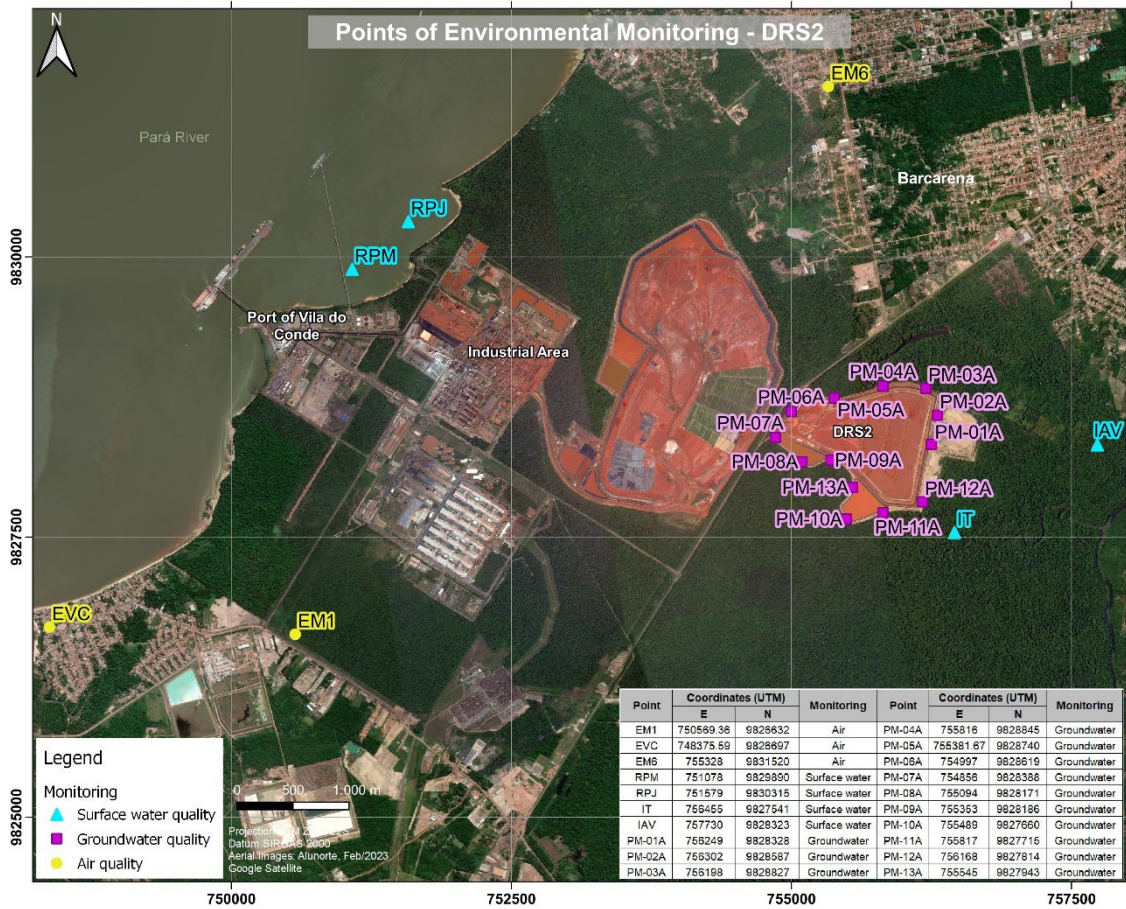 Points of Environmental Monitoring - DRS2
N
EM6
Pará River
Barcarena
RPJ
RPM
9830000
Port of Vila do
Conde
Industrial Area
PM-04A
PM-03A
PM-06A
PM-05A
PM-02A
PM-07A
DRS2
PM-01A
IAV
PM-08A
PM-09A
PM-13A
PM-12A
PM-10A
PM-11A
IT
9827500
EVC
EM1
Point Coordinates (UTM) Monitoring Point Coordinates (UTM) Monitoring
E N E N
EM1 750569.36 9826632 Air PM-04A 755816 9828845 Groundwater
EVC 748375.59 9826697 Air PM-05A 755381.67 9828740 Groundwater
EM6 755328 9831520 Air PM-06A 754997 9828619 Groundwater
RPM 751078 9829890 Surface water PM-07A 754856 9828388 Groundwater
RPJ 751579 9830315 Surface water PM-08A 755094 9828171 Groundwater
IT 756455 9827541 Surface water PM-09A 755353 9828186 Groundwater
IAV 757730 9828323 Surface water PM-10A 755489 9827660 Groundwater
PM-01A 756249 9828328 Groundwater PM-11A 755817 9827715 Groundwater
PM-02A 756302 9828587 Groundwater PM-12A 756168 9827814 Groundwater
PM-03A 756198 9828827 Groundwater PM-13A 755545 9827943 Groundwater
Legend
Monitoring
Surface water quality
Groundwater quality
Air quality
0 500 1.000 m
Datum SIRGAS 2000
Aerial Images: Alunorte, Feb/2023
Google Satellite
9825000
750000 752500 755000 757500